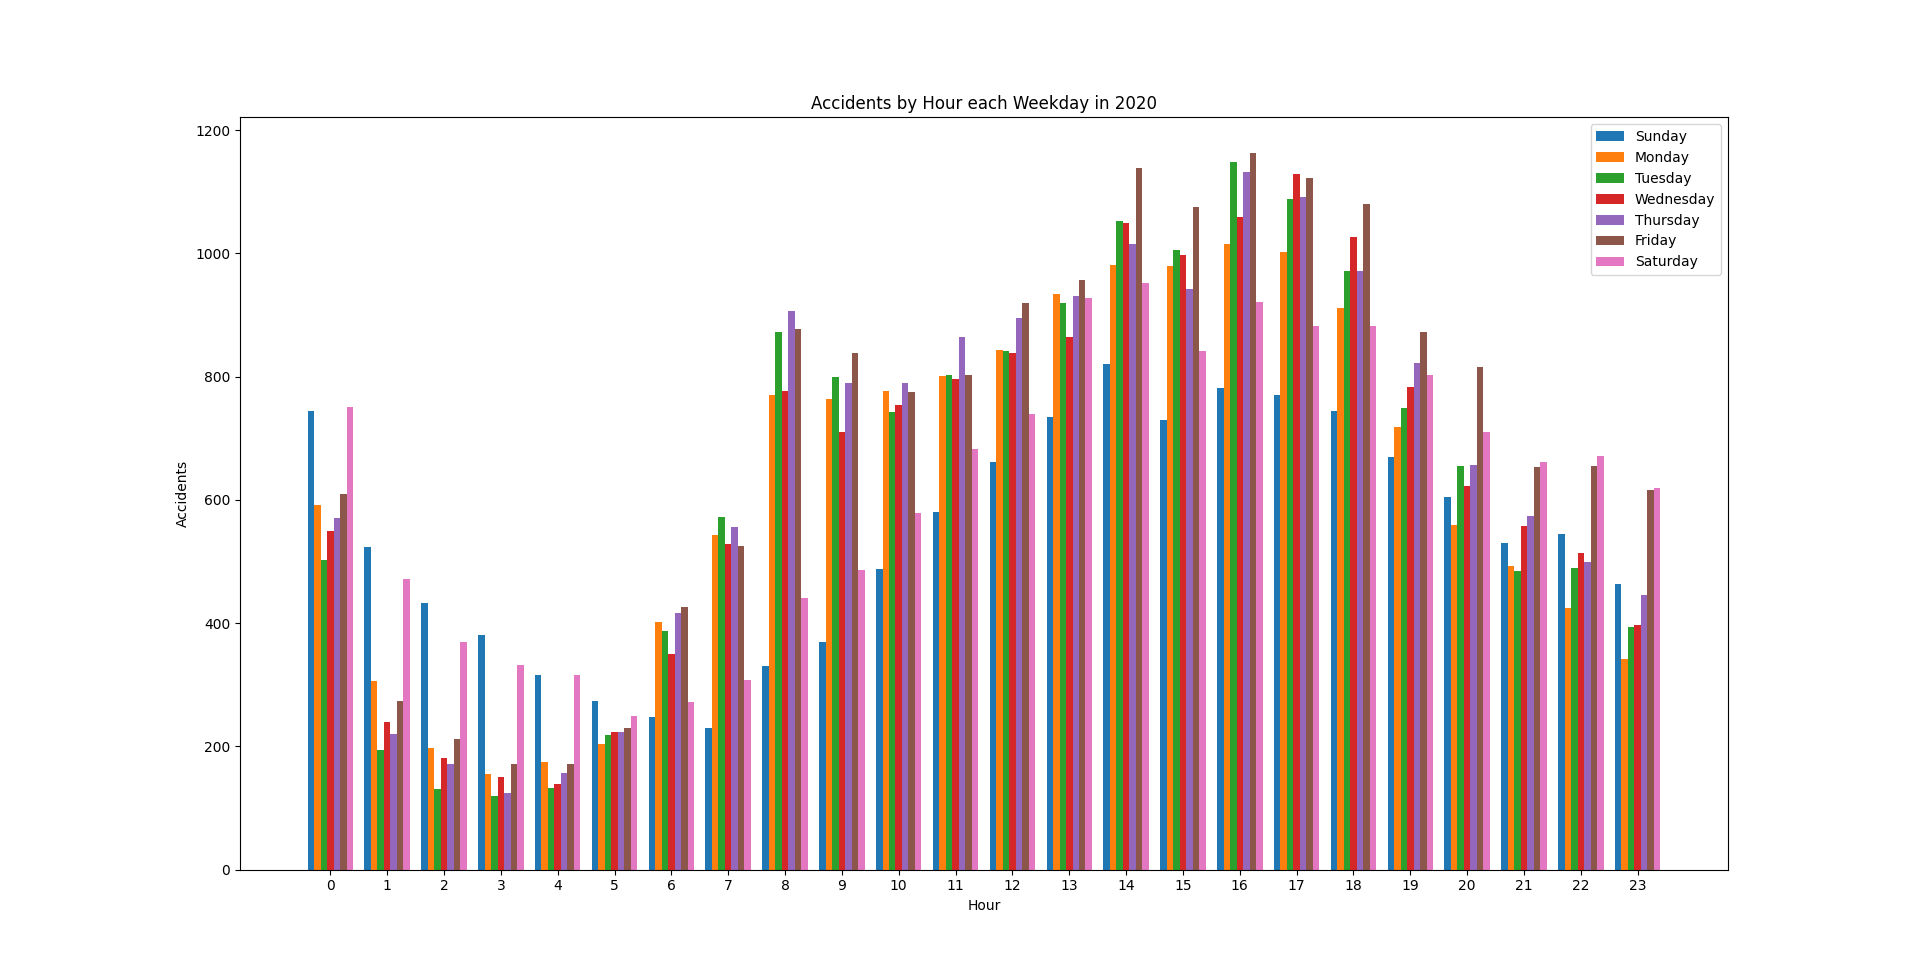 Accidents by Hour each Weekday in 2020
1200
1000
800
600
400
200
0
Accidents
Sunday
Monday
Tuesday
Wednesday
Thursday
Friday
Saturday
0 1 2 3 4 5 6 7 8 9 10 11 12 13 14 15 16 17 18 19 20 21 22 23
Hour